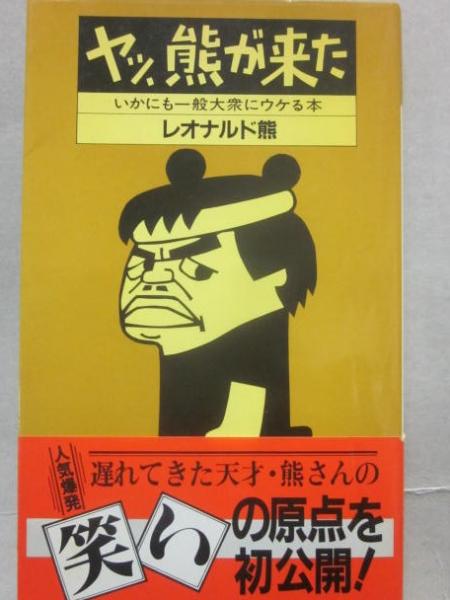 ヤッ、熊が来た
いかにも一般大衆にウケる本
レオナルド熊
人気爆発
遅れてきた天才・熊さんの
笑いの原点を
初公開!